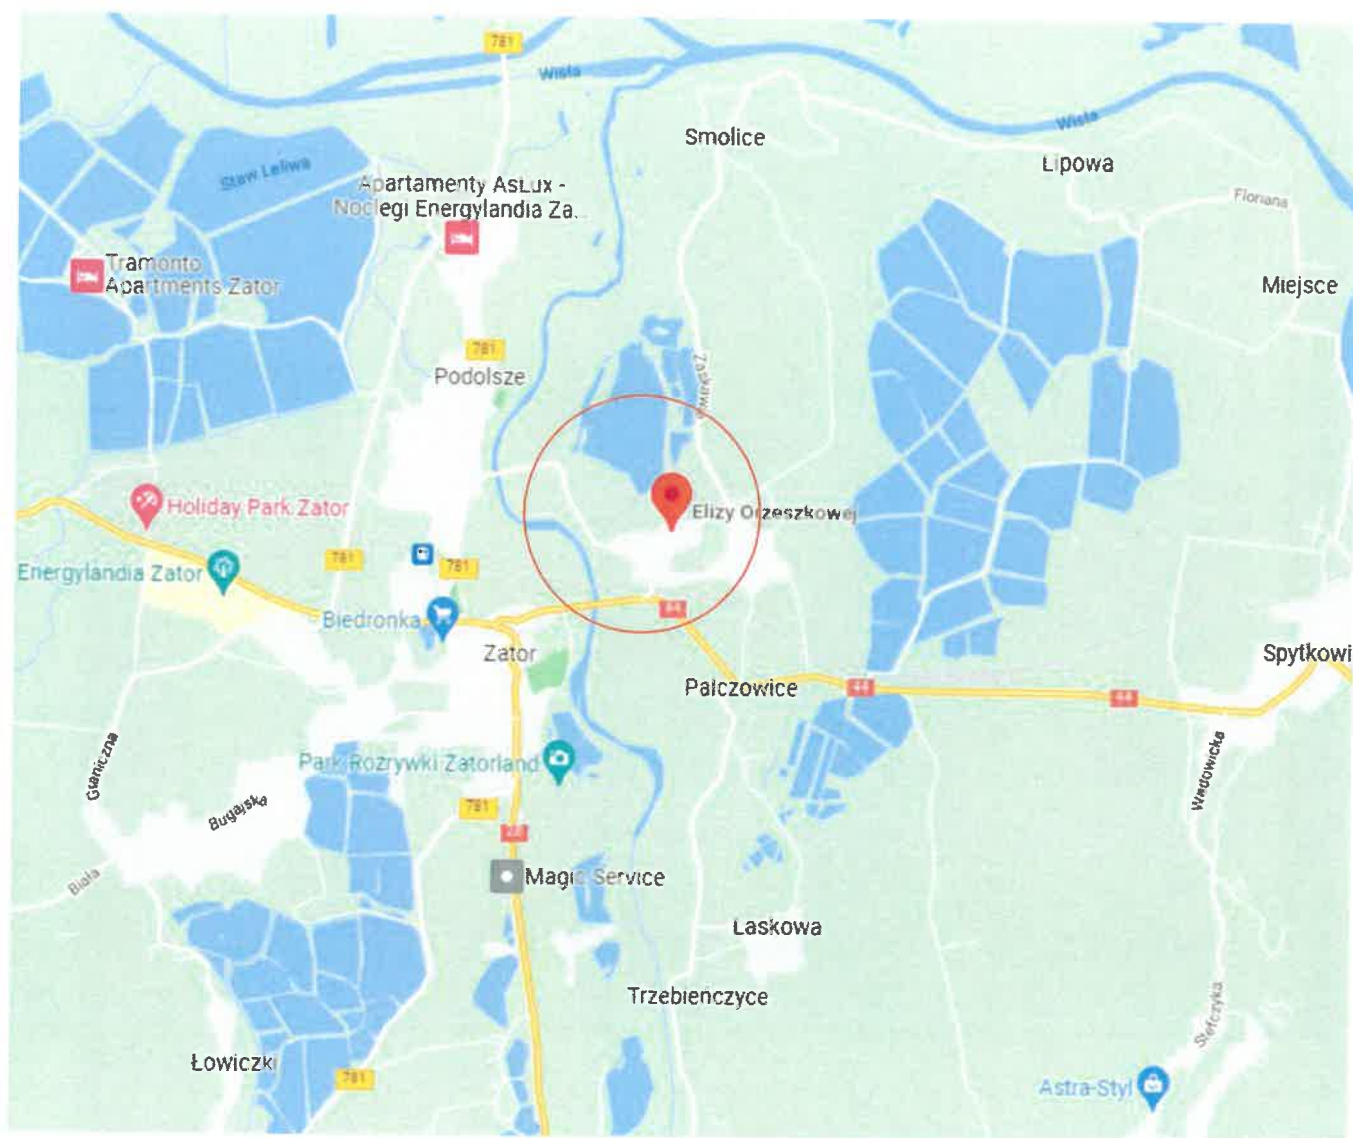 781
Wisła
Wisła
Smolice
Lipowa
Staw Leliwa
Apartamenty AsLux -
Noclegi Energylandia Za...
Floriana
Tramonto
Apartments Zator
Miejsce
781
Podolsze
Zaskawie
Holiday Park Zator
Elizy Orzeszkowej
781
781
Energylandia Zator
Biedronka
44
Zator
Spytkowi
Palczowice
44
44
Graniczna
Park Rozrywki Zatorland
Wadowicka
Bugajska
781
Biała
Magic Service
Laskowa
Trzebieńczyce
Stefczyka
Łowiczki
781
Astra-Styl